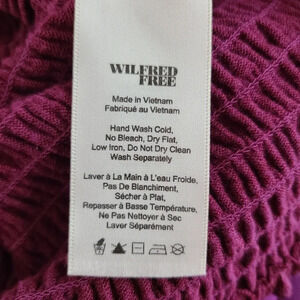 WILFRED
FREE
Made in Vietnam
Fabriqué au Vietnam
Hand Wash Cold,
No Bleach, Dry Flat,
Low Iron, Do Not Dry Clean
Wash Separately
Laver à La Main à L'eau Froide,
Pas De Blanchiment,
Sécher à Plat,
Repasser à Basse Température,
Ne Pas Nettoyer à Sec
Laver Séparément